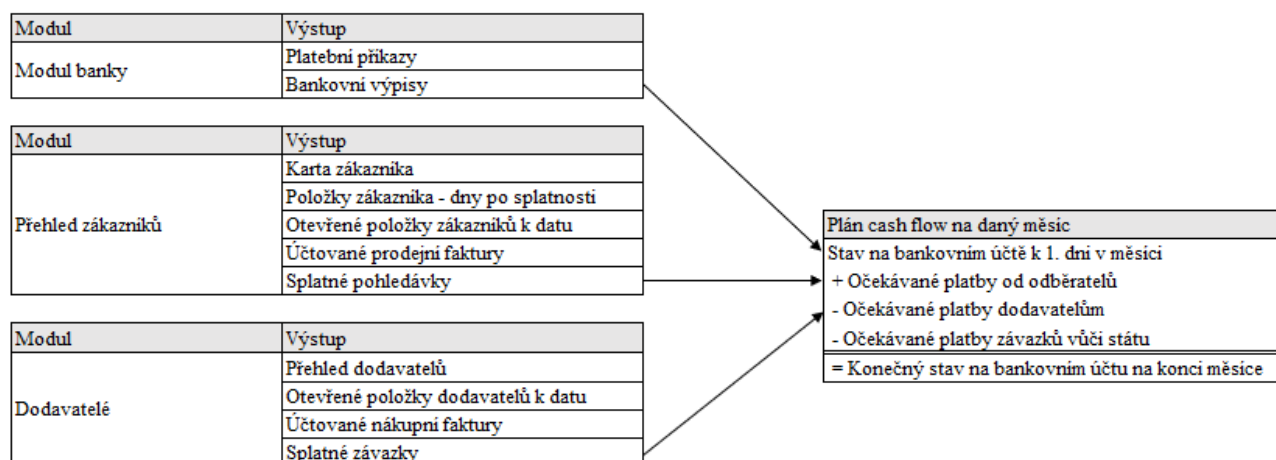 Modul Výstup
Modul banky
Platební příkazy
Bankovní výpisy
Modul Výstup
Přehled zákazníků
Karta zákazníka
Položky zákazníka - dny po splatnosti
Otevřené položky zákazníků k datu
Účtované prodejní faktury
Splatné pohledávky
Modul Výstup
Dodavatelé
Přehled dodavatelů
Otevřené položky dodavatelů k datu
Účtované nákupní faktury
Splatné závazky
Plán cash flow na daný měsíc
Stav na bankovním účtě k 1. dni v měsíci
+ Očekávané platby od odběratelů
- Očekávané platby dodavatelům
- Očekávané platby závazků vůči státu
= Konečný stav na bankovním účtu na konci měsíce